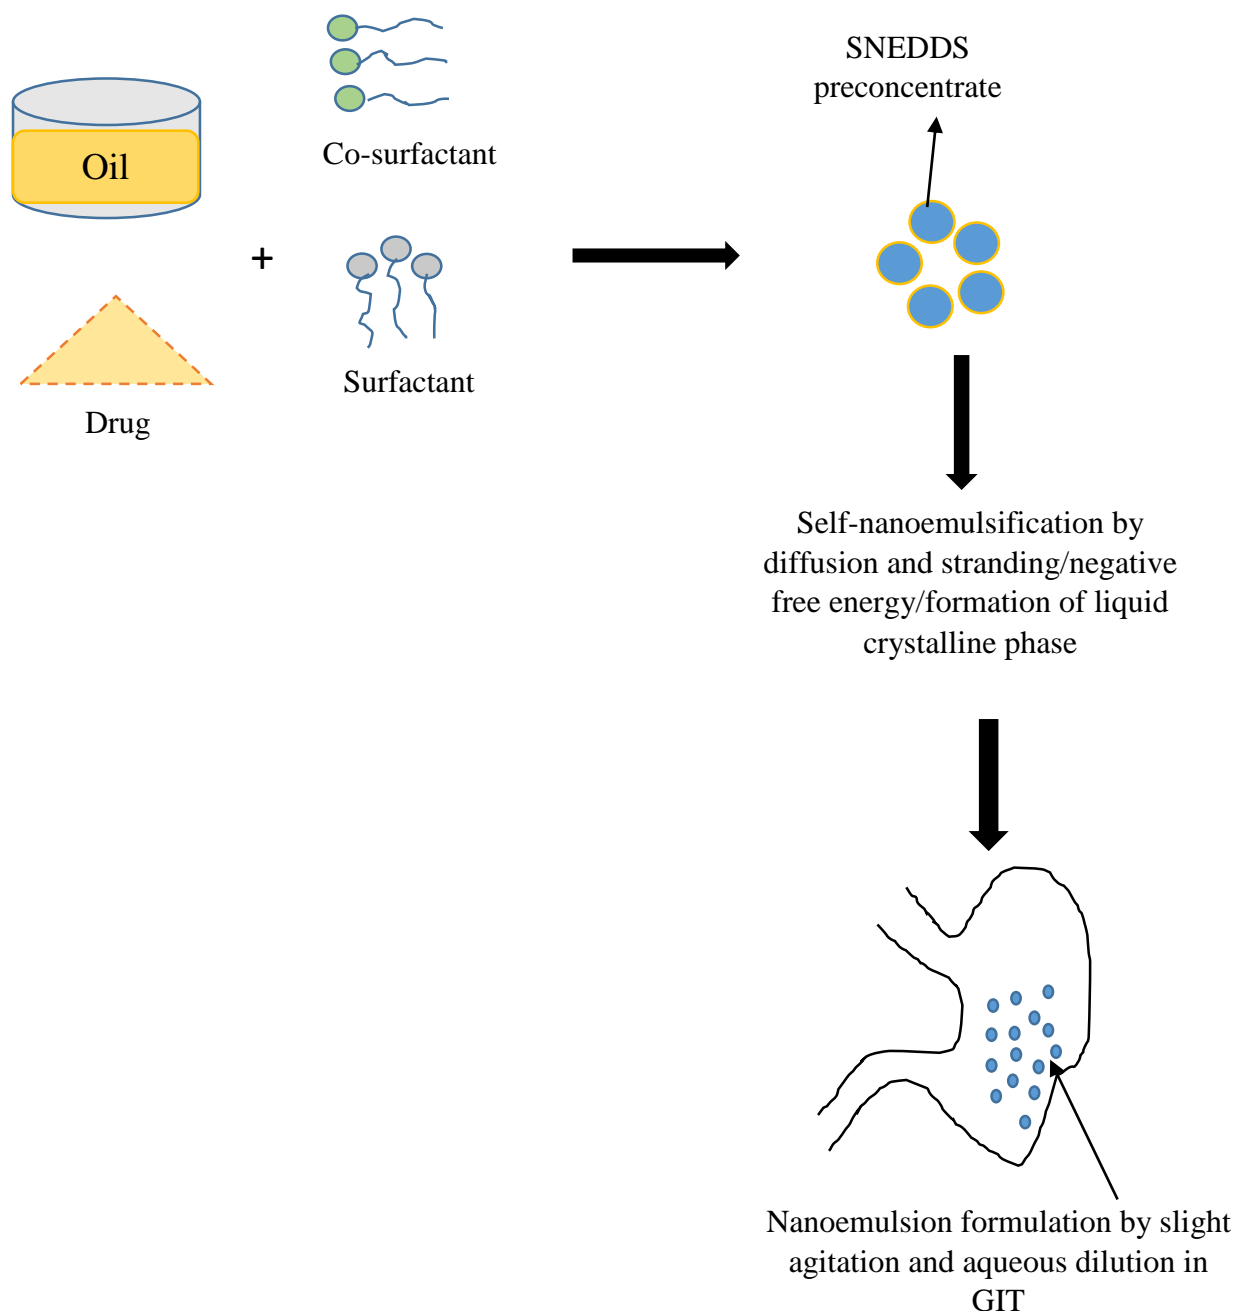 Oil
+
Drug
Co-surfactant
Surfactant
SNEDDS
preconcentrate
Self-nanoemulsification by
diffusion and stranding/negative
free energy/formation of liquid
crystalline phase
Nanoemulsion formulation by slight
agitation and aqueous dilution in
GIT